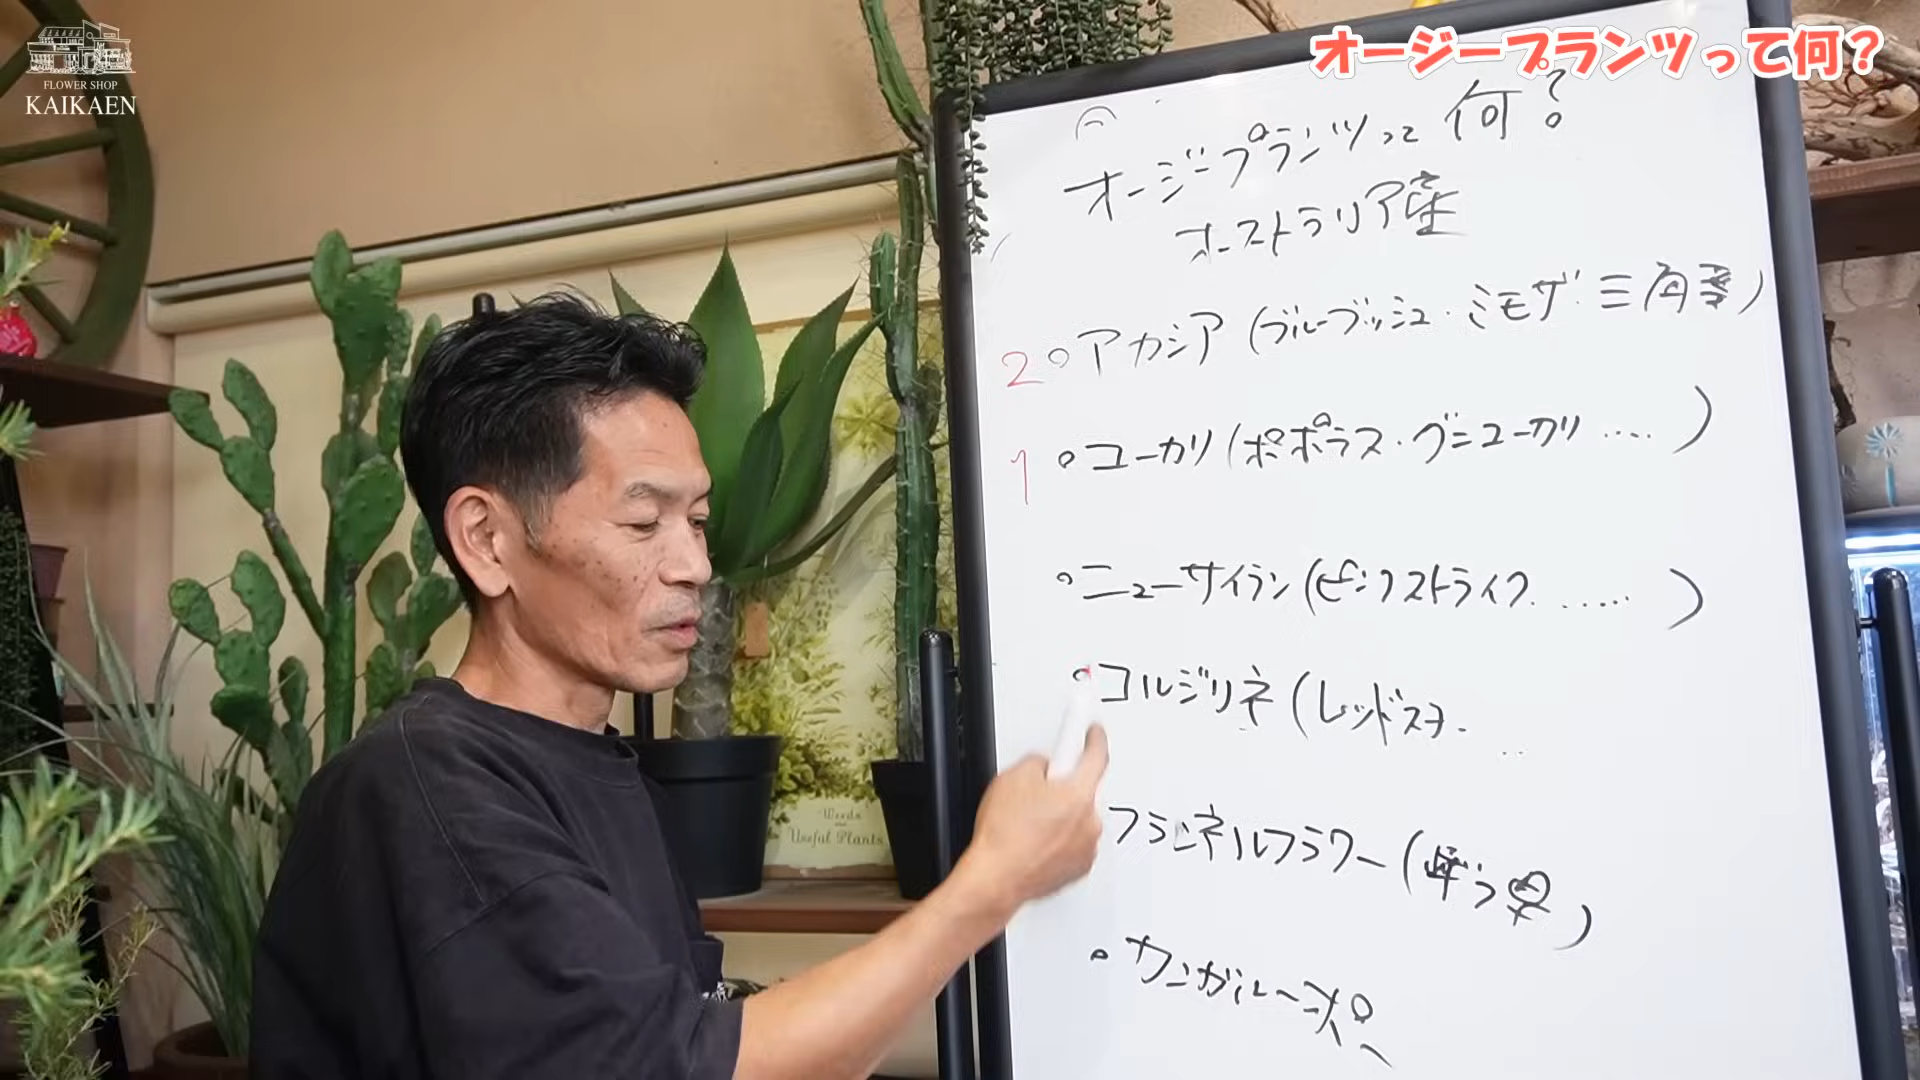 FLOWER SHOP
KAIKAEN
オージープランツって何？
オージープランツって何？
オーストラリア産
2 ○アカシア(ブルーブッシュ・ミモザ 三角葉)
1 ○ユーカリ(ポポラス・グニユーカリ ....)
○ニューサイラン(ピンクストライク.......)
○コルジリネ(レッドスター...
フランネルフラワー(
○カンガルーポー
Weeds
and
Useful Plants